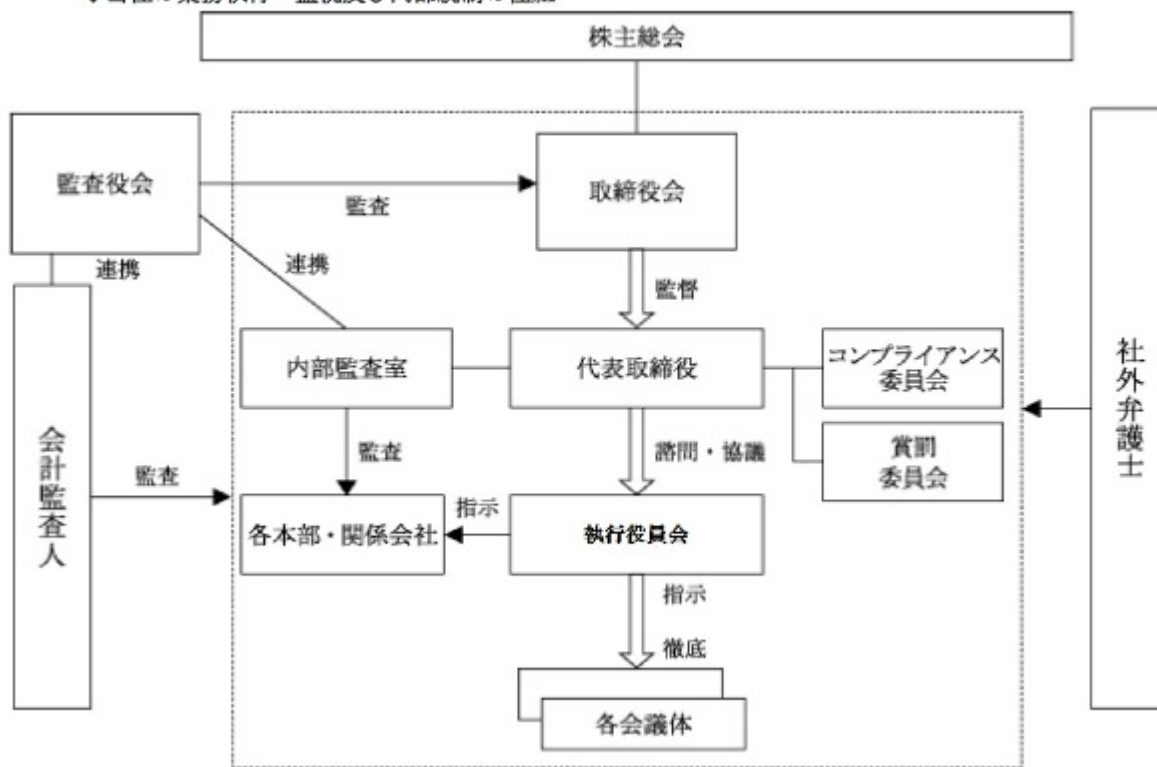 株主総会
監査役会
取締役会
監査
連携
連携
監督
内部監査室
代表取締役
コンプライアンス
委員会
社外弁護士
会計監査人
監査
諮問・協議
賞罰
委員会
監査
各本部・関係会社
指示
執行役員会
指示
徹底
各会議体